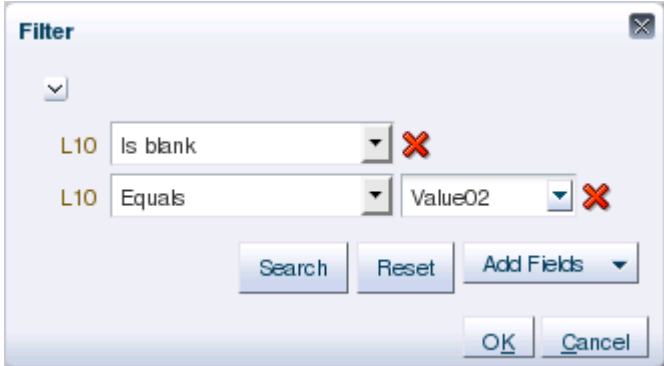 Filter
L10 Is blank
L10 Equals Value02
Search Reset Add Fields
OK Cancel